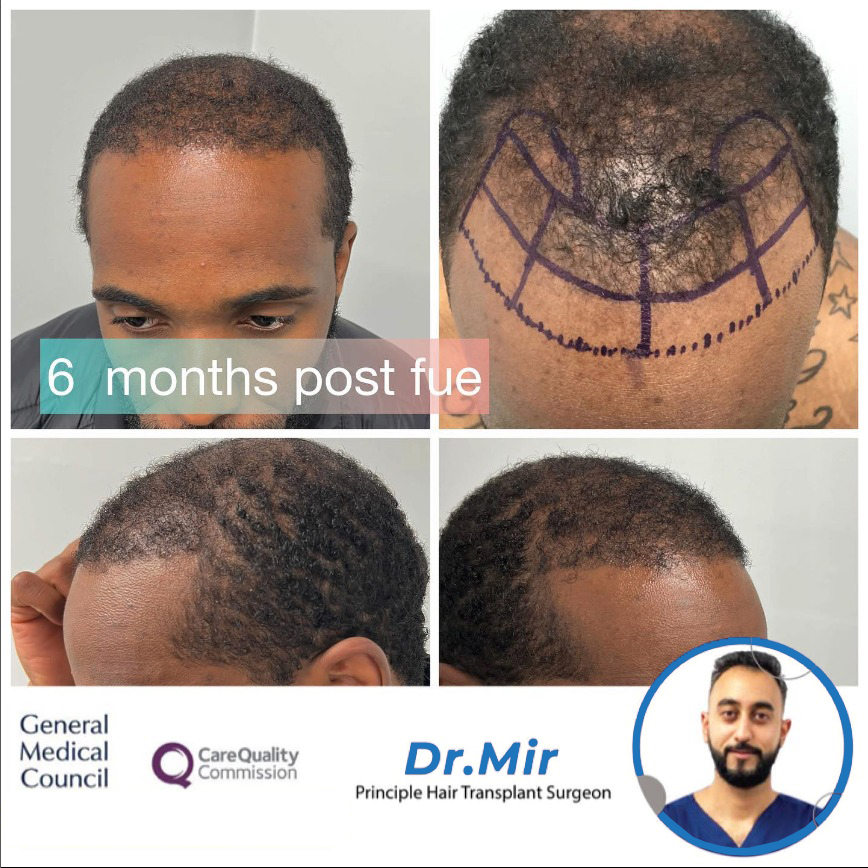 6 months post fue
General
Medical
Council
CareQuality
Commission
Dr.Mir
Principle Hair Transplant Surgeon